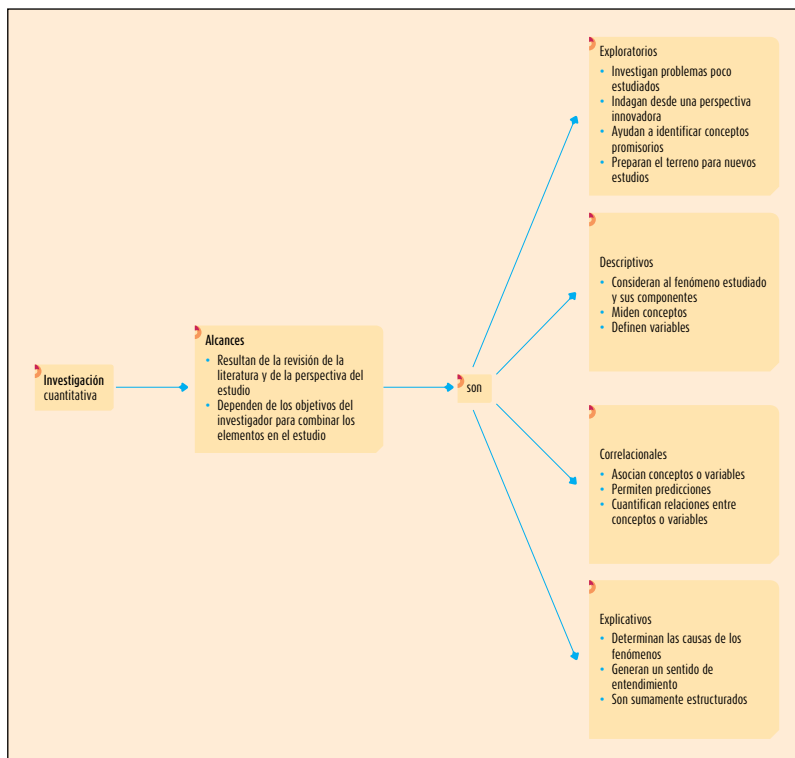 Investigación
cuantitativa
Alcances
• Resultan de la revisión de la
literatura y de la perspectiva del
estudio
• Dependen de los objetivos del
investigador para combinar los
elementos en el estudio
son
Exploratorios
• Investigan problemas poco
estudiados
• Indagan desde una perspectiva
innovadora
• Ayudan a identificar conceptos
promisorios
• Preparan el terreno para nuevos
estudios
Descriptivos
• Consideran al fenómeno estudiado
y sus componentes
• Miden conceptos
• Definen variables
Correlacionales
• Asocian conceptos o variables
• Permiten predicciones
• Cuantifican relaciones entre
conceptos o variables
Explicativos
• Determinan las causas de los
fenómenos
• Generan un sentido de
entendimiento
• Son sumamente estructurados